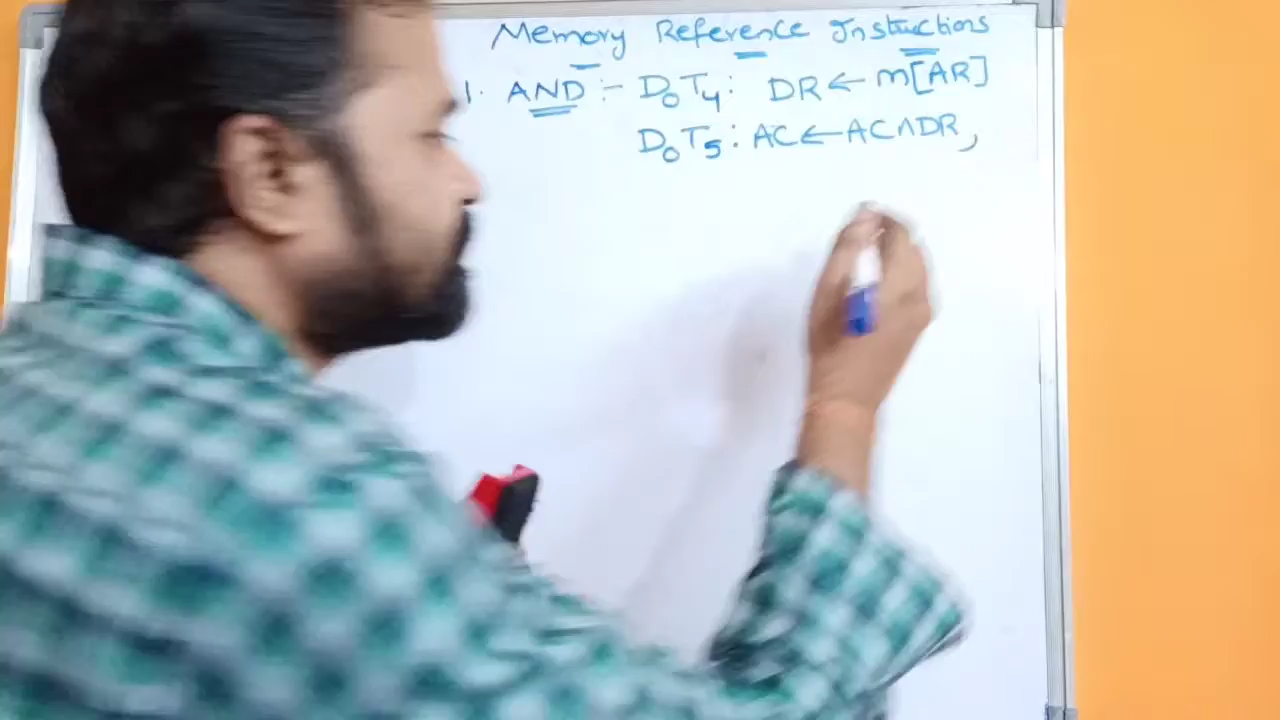 Memory Reference Instructions
1. AND :- D₀T₄: DR ← M[AR]
D₀T₅: AC ← AC∧DR,